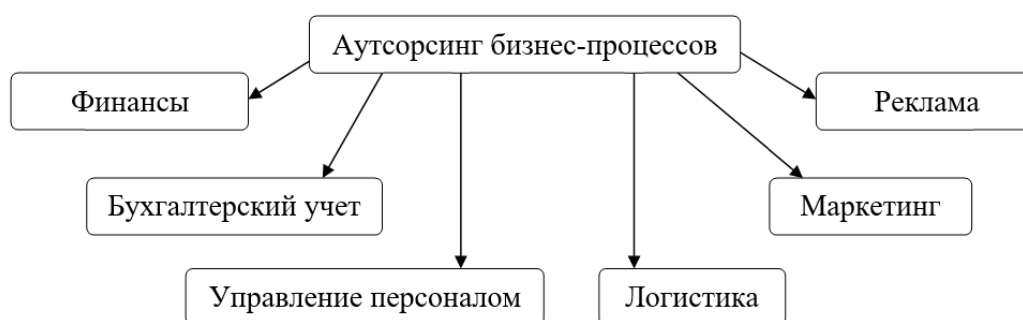 Аутсорсинг бизнес-процессов
Финансы
Реклама
Бухгалтерский учет
Маркетинг
Управление персоналом
Логистика